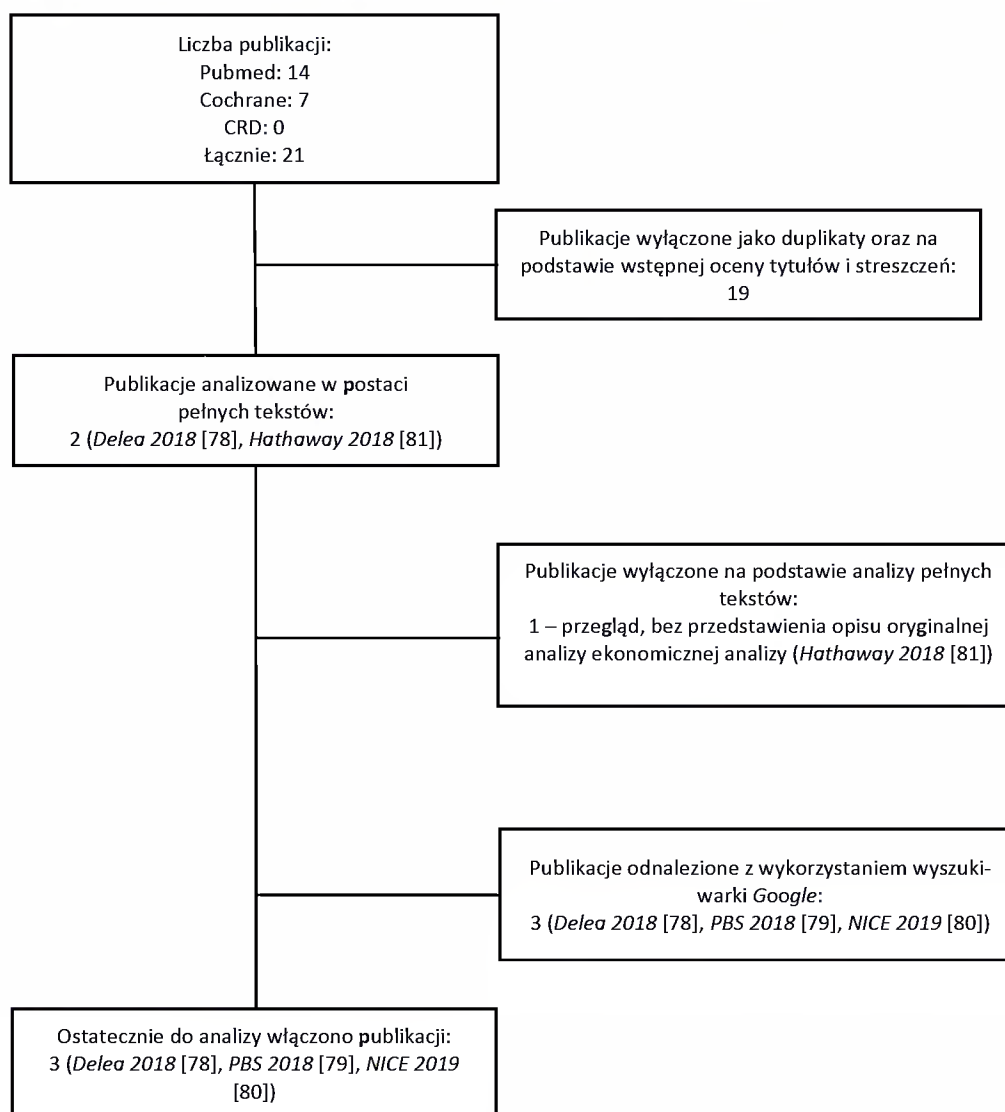 Liczba publikacji:
Pubmed: 14
Cochrane: 7
CRD: 0
Łącznie: 21
Publikacje wyłączone jako duplikaty oraz na
podstawie wstępnej oceny tytułów i streszczeń:
19
Publikacje analizowane w postaci
pełnych tekstów:
2 (Delea 2018 [78], Hathaway 2018 [81])
Publikacje wyłączone na podstawie analizy pełnych
tekstów:
1 – przegląd, bez przedstawienia opisu oryginalnej
analizy ekonomicznej analizy (Hathaway 2018 [81])
Publikacje odnalezione z wykorzystaniem wyszuki-
warki Google:
3 (Delea 2018 [78], PBS 2018 [79], NICE 2019 [80])
Ostatecznie do analizy włączono publikacji:
3 (Delea 2018 [78], PBS 2018 [79], NICE 2019
[80])